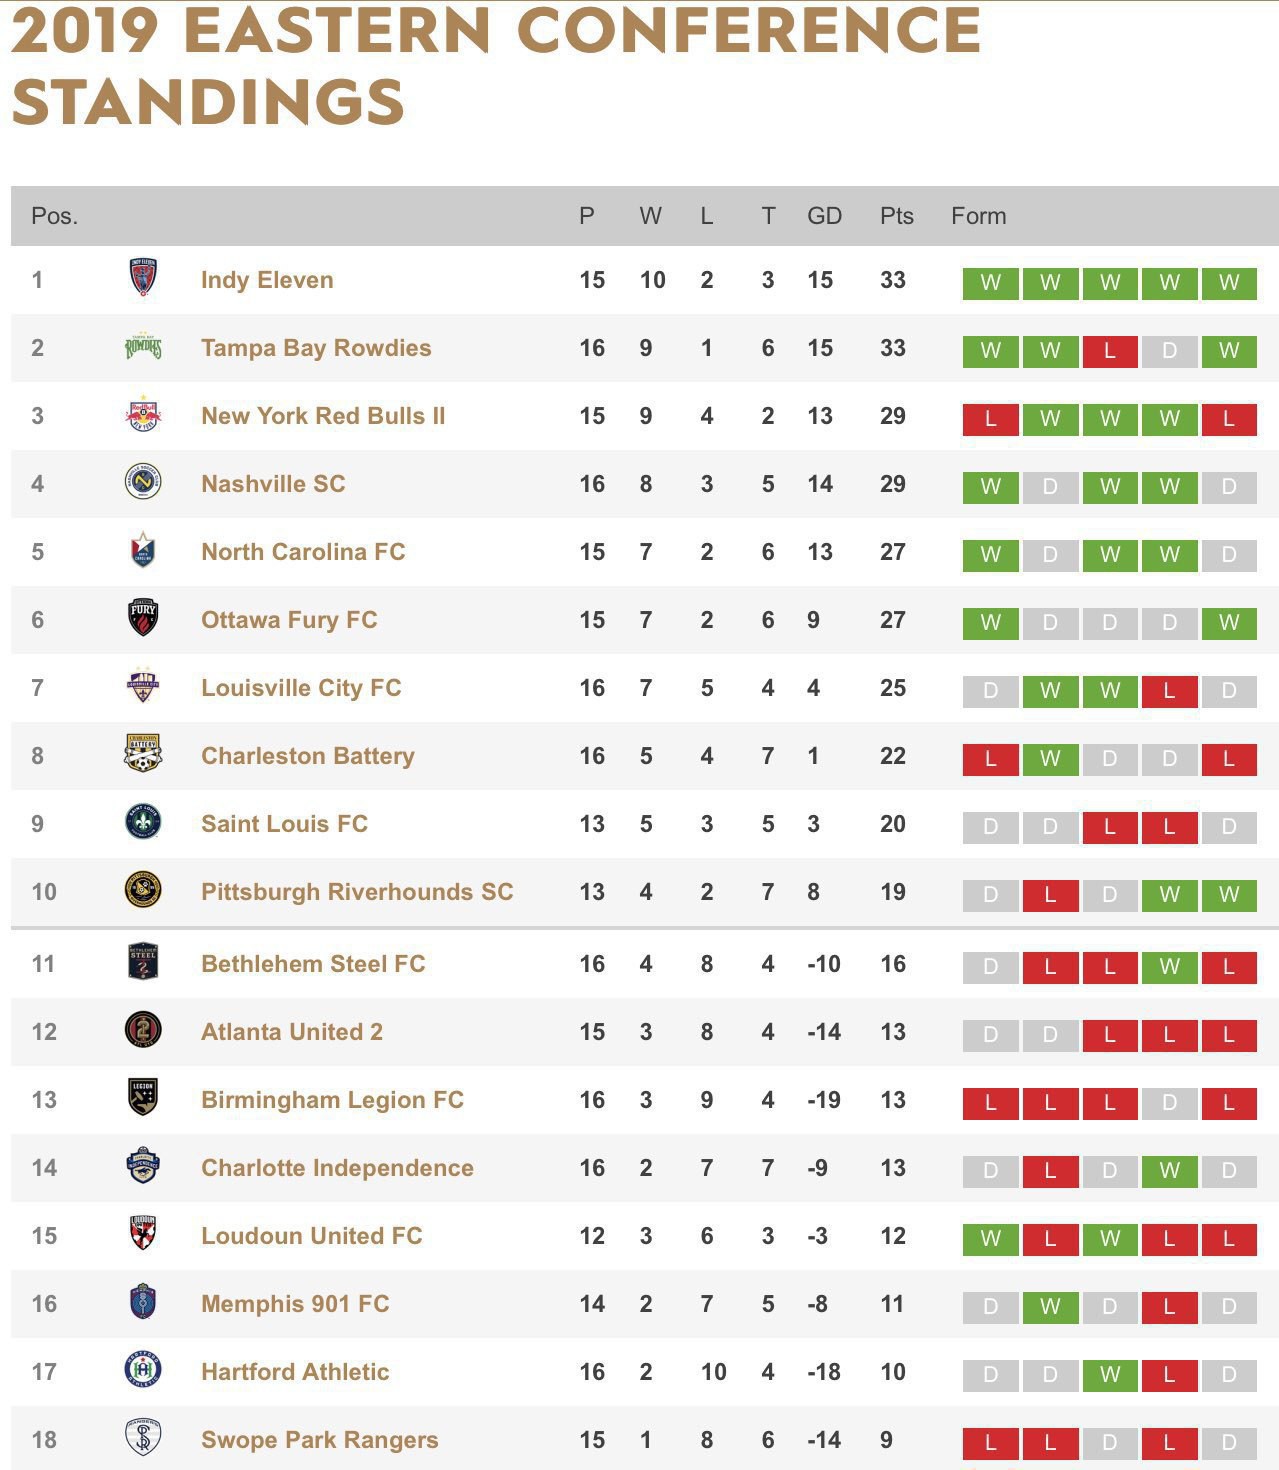 2019 EASTERN CONFERENCE
STANDINGS
Pos. P W L T GD Pts Form
1 Indy Eleven 15 10 2 3 15 33 W W W W W
2 Tampa Bay Rowdies 16 9 1 6 15 33 W W L D W
3 New York Red Bulls II 15 9 4 2 13 29 L W W W L
4 Nashville SC 16 8 3 5 14 29 W D W W D
5 North Carolina FC 15 7 2 6 13 27 W D W W D
6 FURY Ottawa Fury FC 15 7 2 6 9 27 W D D D W
7 Louisville City FC 16 7 5 4 4 25 D W W L D
8 Charleston Battery 16 5 4 7 1 22 L W D D L
9 Saint Louis FC 13 5 3 5 3 20 D D L L D
10 Pittsburgh Riverhounds SC 13 4 2 7 8 19 D L D W W
11 STEEL Bethlehem Steel FC 16 4 8 4 -10 16 D L L W L
12 Atlanta United 2 15 3 8 4 -14 13 D D L L L
13 LEGION Birmingham Legion FC 16 3 9 4 -19 13 L L L D L
14 Charlotte Independence 16 2 7 7 -9 13 D L D W D
15 Loudoun United FC 12 3 6 3 -3 12 W L W L L
16 Memphis 901 FC 14 2 7 5 -8 11 D W D L D
17 Hartford Athletic 16 2 10 4 -18 10 D D W L D
18 Swope Park Rangers 15 1 8 6 -14 9 L L D L D